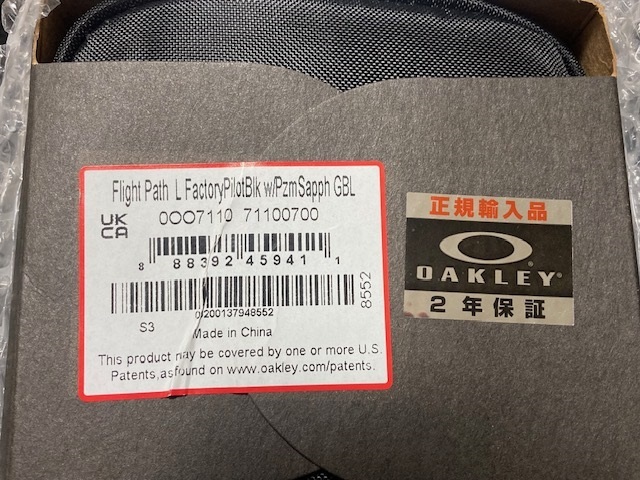 Flight Path L FactoryPilotBlk w/PzmSapph GBL
UK
CA
OOO7110 71100700
8 88392 45941 1
8552
0I200137948552
S3
Made in China
This product may be covered by one or more U.S.
Patents,asfound on www.oakley.com/patents.
正規輸入品
OAKLEY
2年保証